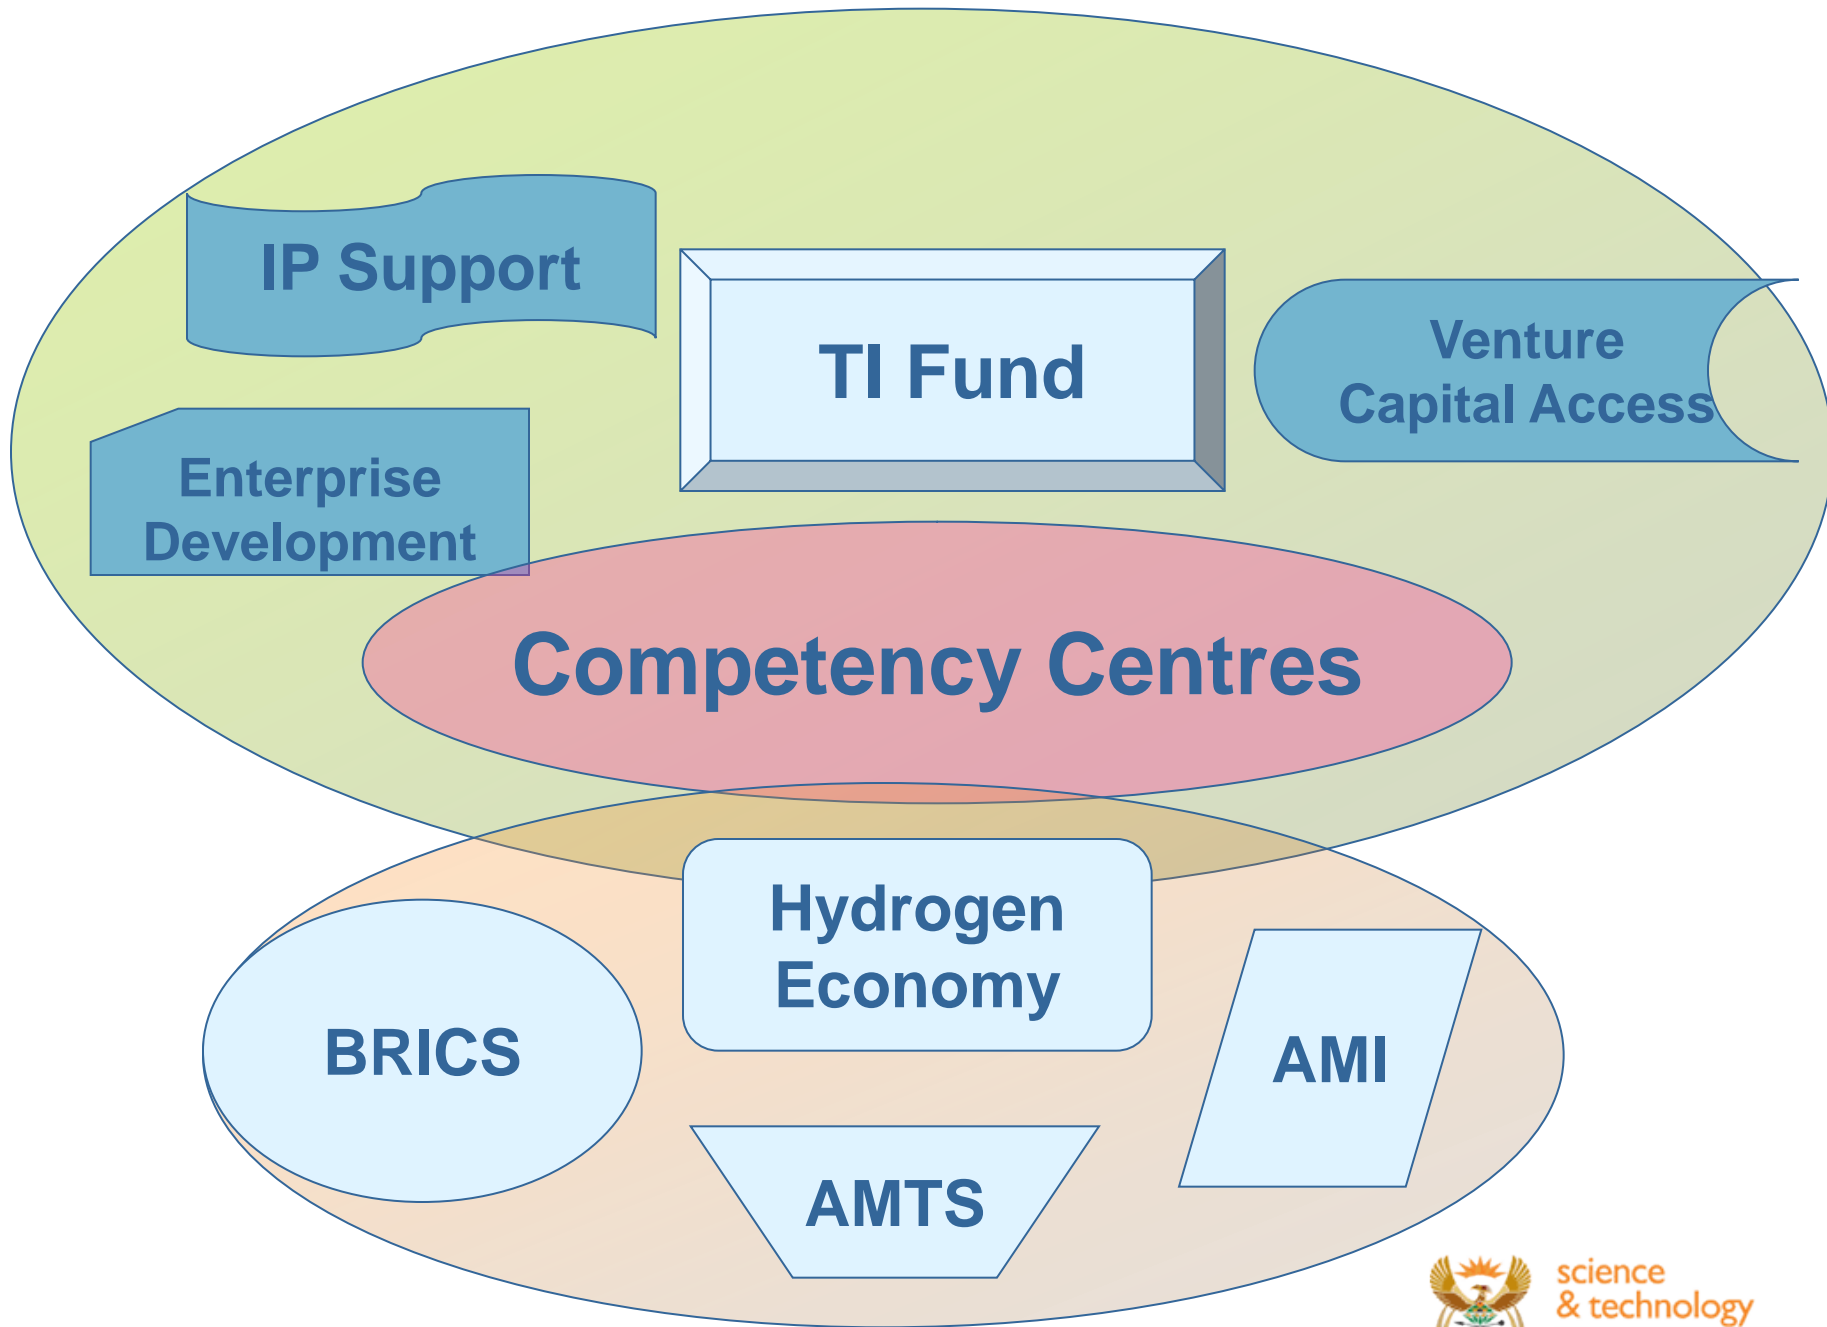 IP Support
TI Fund
Venture
Capital Access
Enterprise
Development
Competency Centres
Hydrogen
Economy
BRICS
AMI
AMTS
science
& technology